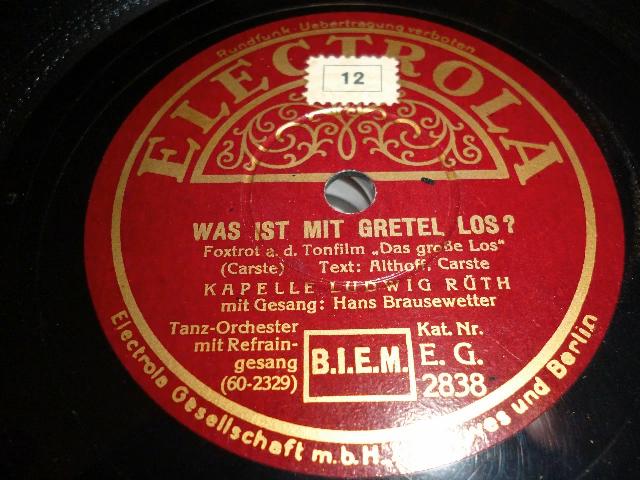 Rundfunk-Uebertragung verboten
ELECTROLA
12
WAS IST MIT GRETEL LOS?
Foxtrot a. d. Tonfilm „Das große Los“
(Carste) Text: Althoff, Carste
KAPELLE LUDWIG RÜTH
mit Gesang: Hans Brausewetter
Tanz-Orchester
mit Refrain-
gesang
(60-2329)
B.I.E.M.
Kat. Nr.
E. G.
2838
Electrola Gesellschaft m.b.H. und Berlin